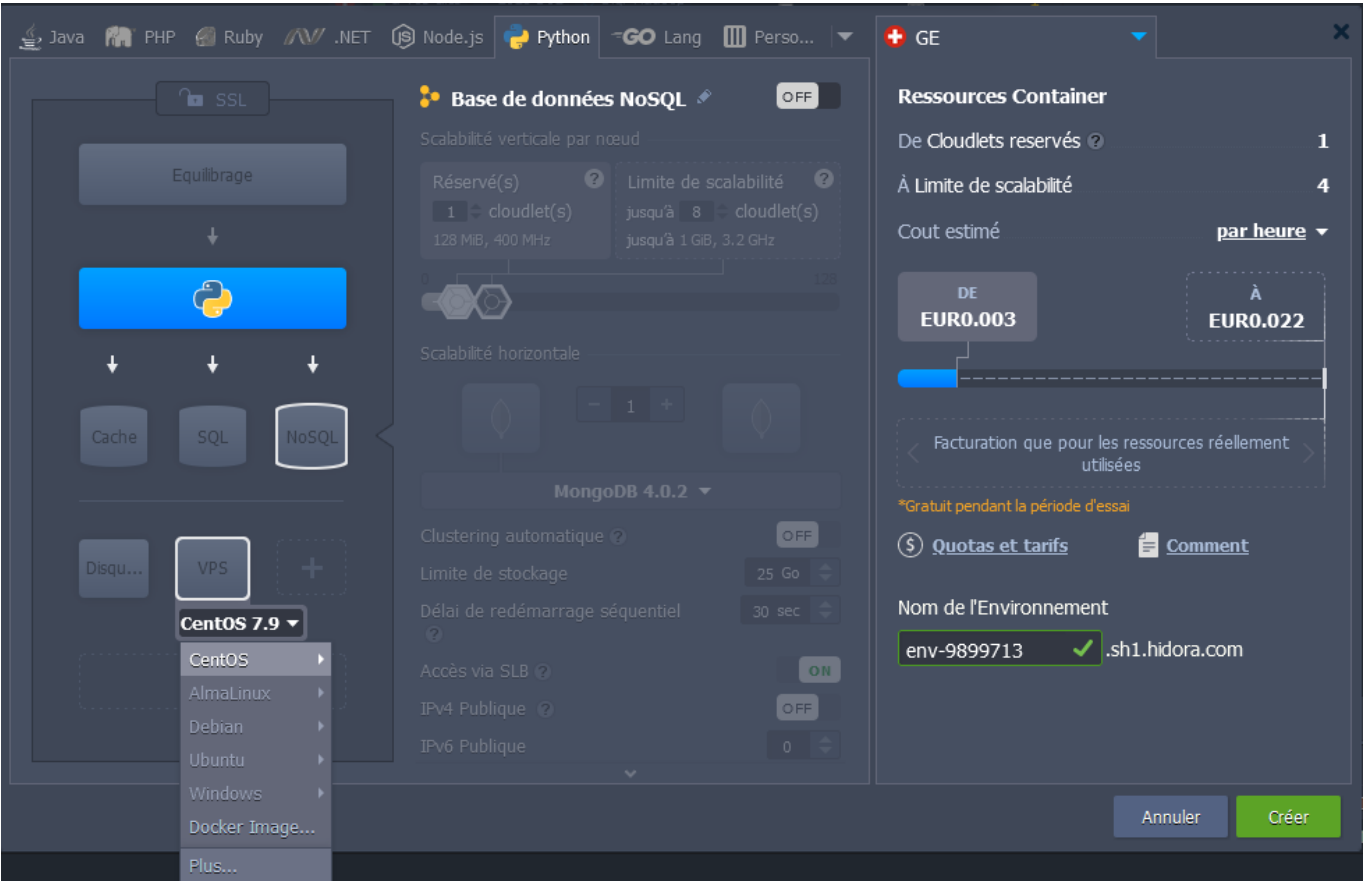 Java
PHP
Ruby
.NET
Node.js
Python
GO Lang
Perso...
GE
SSL
Equilibrage
Cache
SQL
NoSQL
Disqu...
VPS
CentOS 7.9
CentOS
AlmaLinux
Debian
Ubuntu
Windows
Docker Image...
Plus...
Base de données NoSQL
OFF
Scalabilité verticale par nœud
Réservé(s)
1 cloudlet(s)
128 MiB, 400 MHz
Limite de scalabilité
jusqu'à 8 cloudlet(s)
jusqu'à 1 GiB, 3.2 GHz
0
128
Scalabilité horizontale
1
MongoDB 4.0.2
Clustering automatique
OFF
Limite de stockage
25 Go
Délai de redémarrage séquentiel
30 sec
Accès via SLB
ON
IPv4 Publique
OFF
IPv6 Publique
0
Ressources Container
De Cloudlets reservés
1
À Limite de scalabilité
4
Cout estimé
par heure
DE
EUR0.003
À
EUR0.022
Facturation que pour les ressources réellement
utilisées
*Gratuit pendant la période d'essai
Quotas et tarifs
Comment
Nom de l'Environnement
env-9899713
.sh1.hidora.com
Annuler
Créer